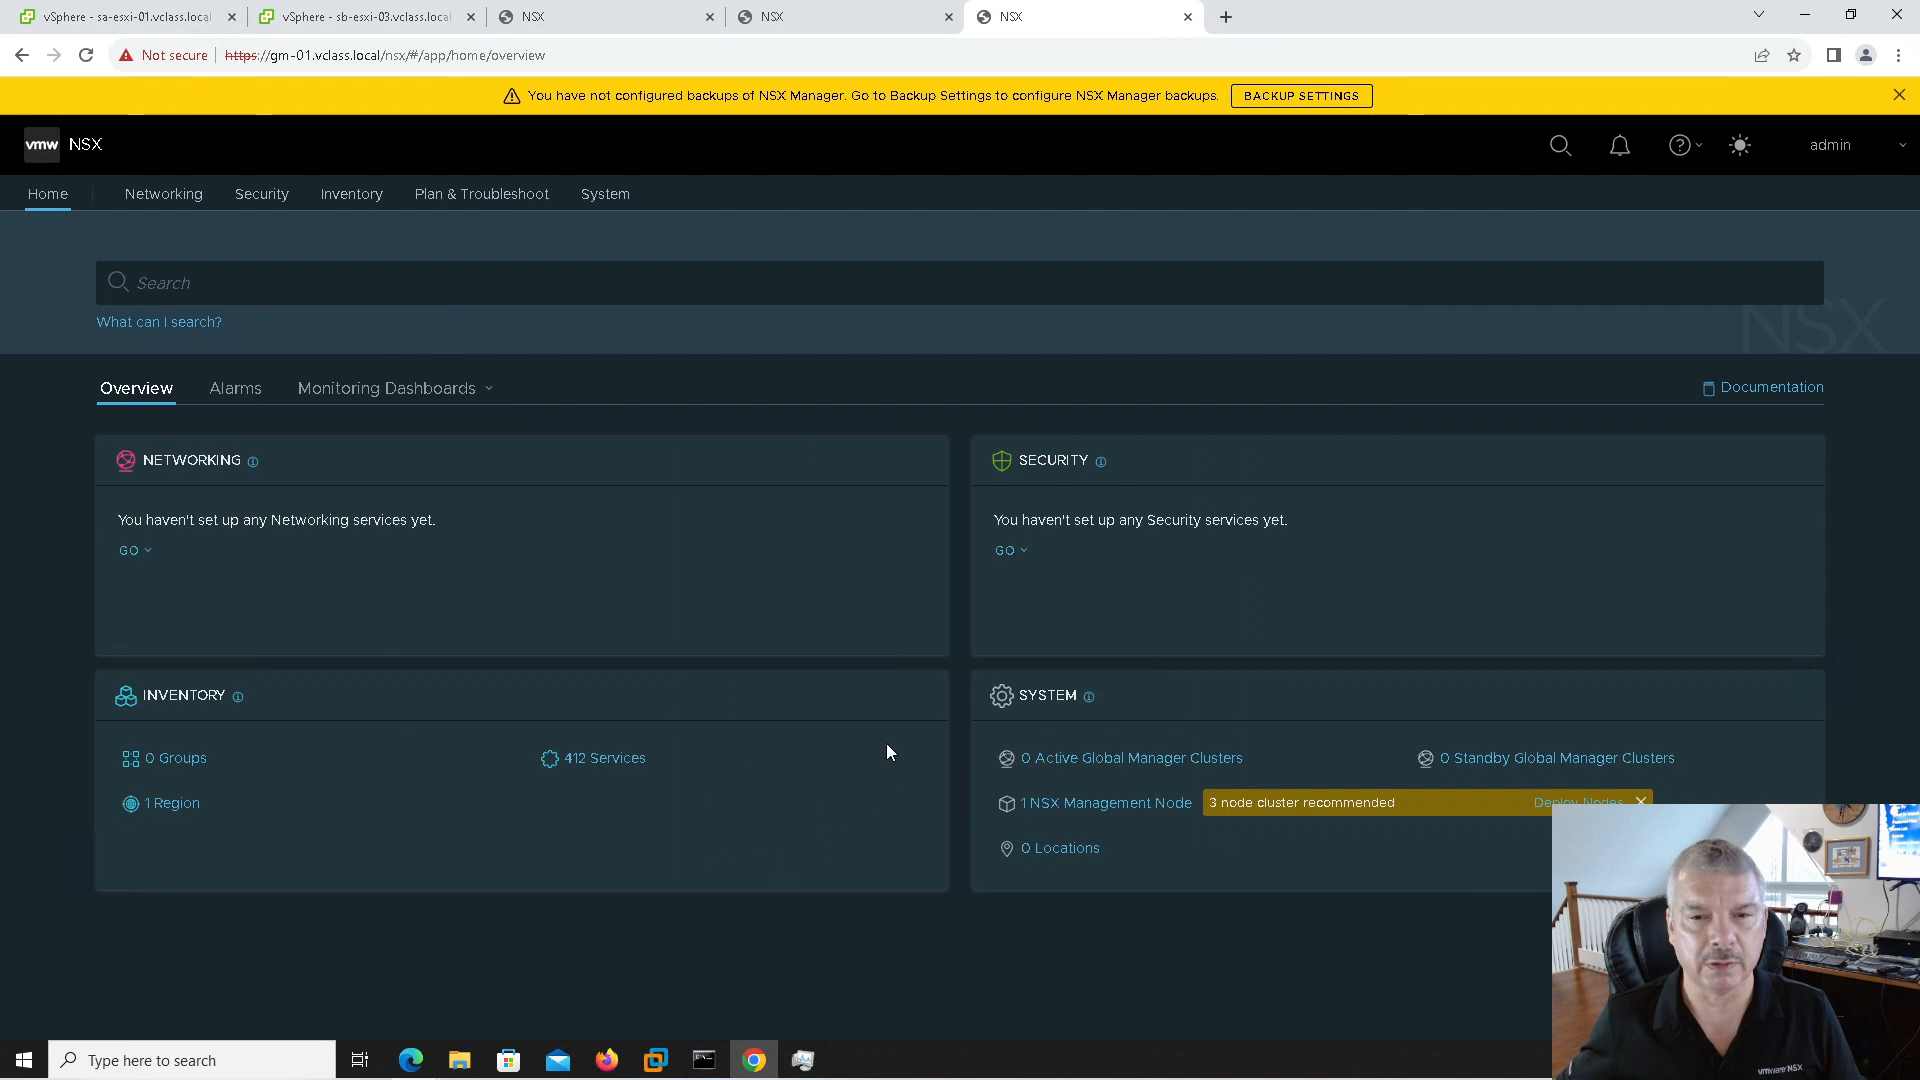 vSphere - sa-esxi-01.vclass.local
vSphere - sb-esxi-03.vclass.local
NSX
NSX
NSX
Not secure
https://gm-01.vclass.local/nsx/#/app/home/overview
You have not configured backups of NSX Manager. Go to Backup Settings to configure NSX Manager backups.
BACKUP SETTINGS
vmw NSX
admin
Home
Networking
Security
Inventory
Plan & Troubleshoot
System
Search
NSX
What can I search?
Overview
Alarms
Monitoring Dashboards
Documentation
NETWORKING
You haven't set up any Networking services yet.
GO
SECURITY
You haven't set up any Security services yet.
GO
INVENTORY
0 Groups
412 Services
1 Region
SYSTEM
0 Active Global Manager Clusters
0 Standby Global Manager Clusters
1 NSX Management Node
3 node cluster recommended
Deploy Nodes
0 Locations
vmware NSX
Type here to search